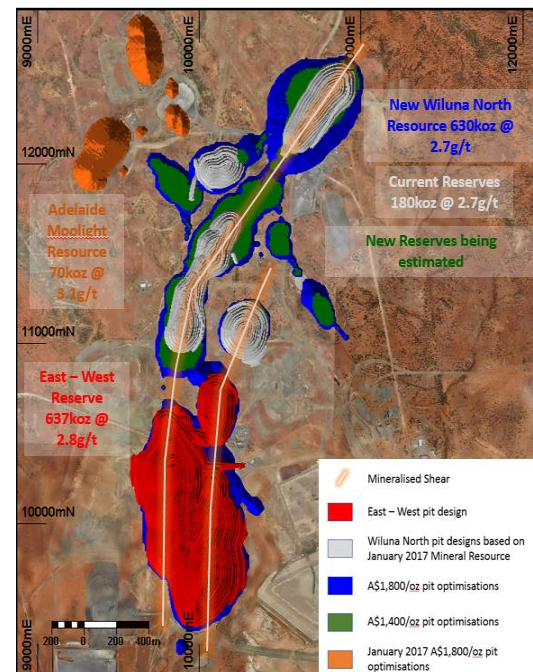 9000mE
10000mE
12000mE
12000mN
New Wiluna North
Resource 630koz @
2.7g/t
Current Reserves
180koz @ 2.7g/t
New Reserves being
estimated
Adelaide
Moolight
Resource
70koz @
3.1g/t
11000mN
East – West
Reserve
637koz @
2.8g/t
10000mN
Mineralised Shear
East – West pit design
Wiluna North pit designs based on
January 2017 Mineral Resource
A$1,800/oz pit optimisations
A$1,400/oz pit optimisations
January 2017 A$1,800/oz pit
optimisations
200 0 200 400m
9000mE
10000mE